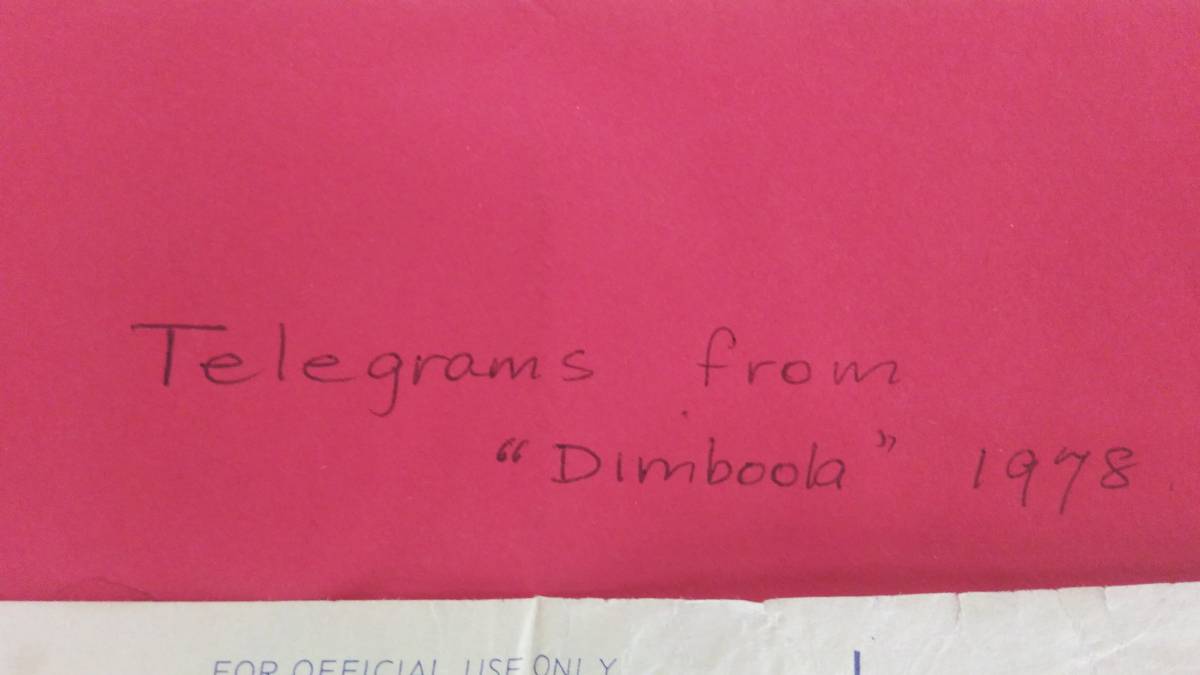 Telegrams from
“Dimboola” 1978
FOR OFFICIAL USE ONLY